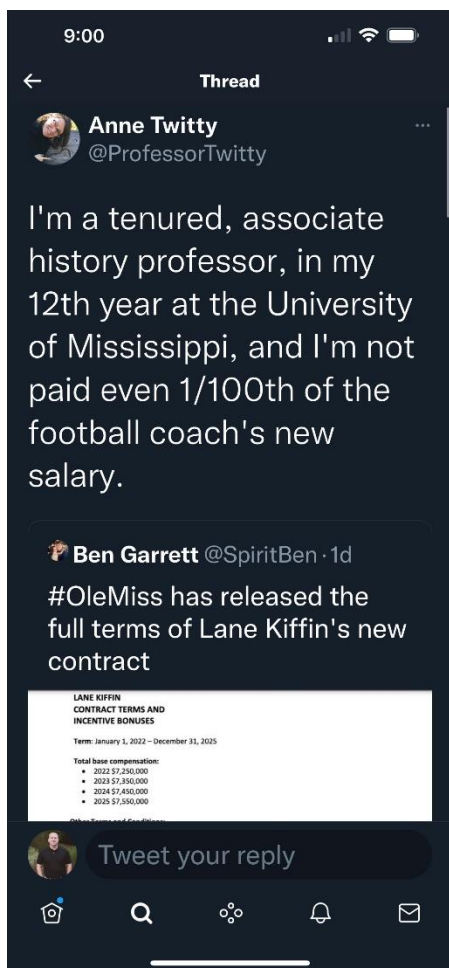 9:00
Thread
Anne Twitty
@ProfessorTwitty
I'm a tenured, associate
history professor, in my
12th year at the University
of Mississippi, and I'm not
paid even 1/100th of the
football coach's new
salary.
Ben Garrett @SpiritBen · 1d
#OleMiss has released the
full terms of Lane Kiffin's new
contract
LANE KIFFIN
CONTRACT TERMS AND
INCENTIVE BONUSES
Term: January 1, 2022 – December 31, 2025
Total base compensation:
• 2022 $7,250,000
• 2023 $7,350,000
• 2024 $7,450,000
• 2025 $7,550,000
Other Terms and Conditions:
Tweet your reply